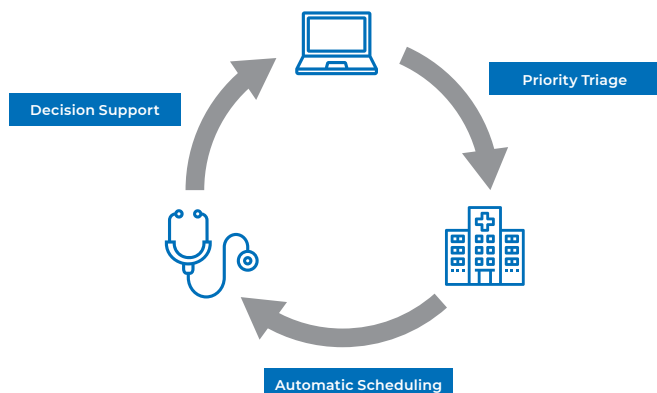 Priority Triage
Decision Support
Automatic Scheduling